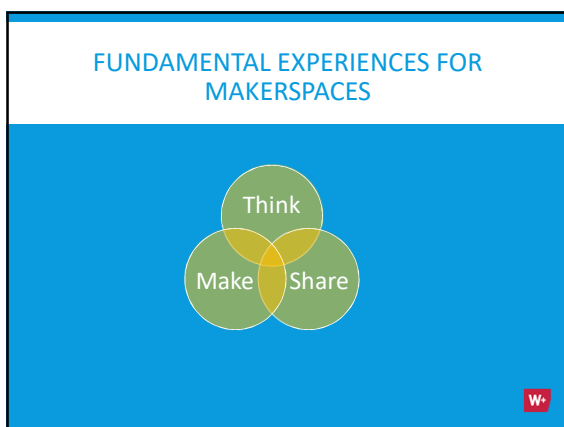 FUNDAMENTAL EXPERIENCES FOR
MAKERSPACES
Think
Make Share
W+